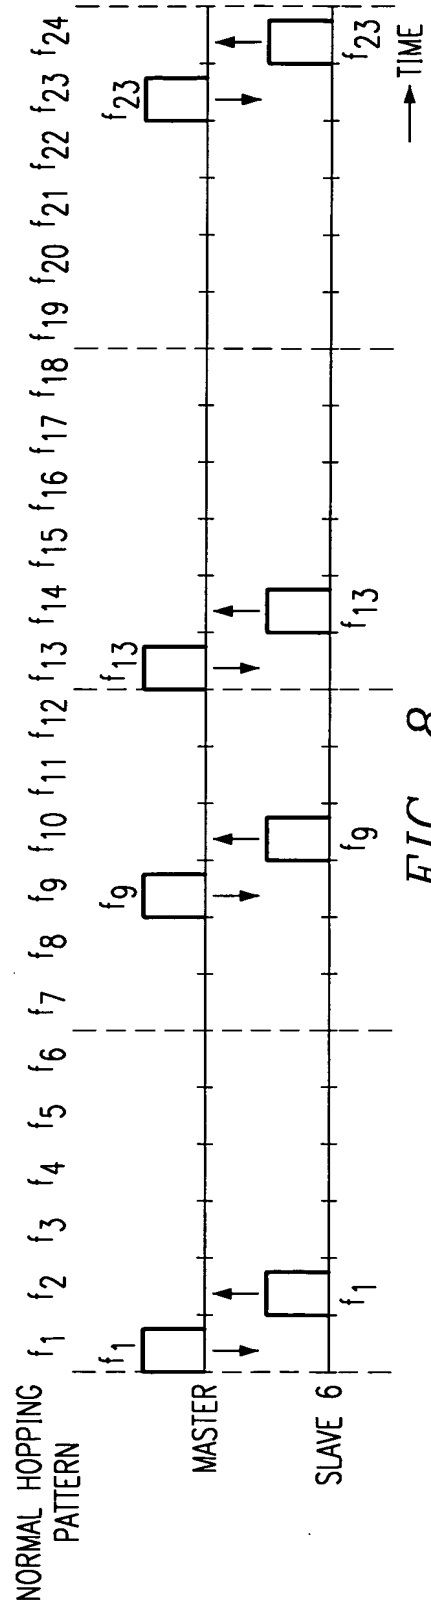 NORMAL HOPPING
PATTERN
f1 f2 f3 f4 f5 f6 f7 f8 f9 f10 f11 f12 f13 f14 f15 f16 f17 f18 f19 f20 f21 f22 f23 f24
f1 f9 f13 f23
MASTER
SLAVE 6
f1 f9 f13 f23
TIME
FIG. 8